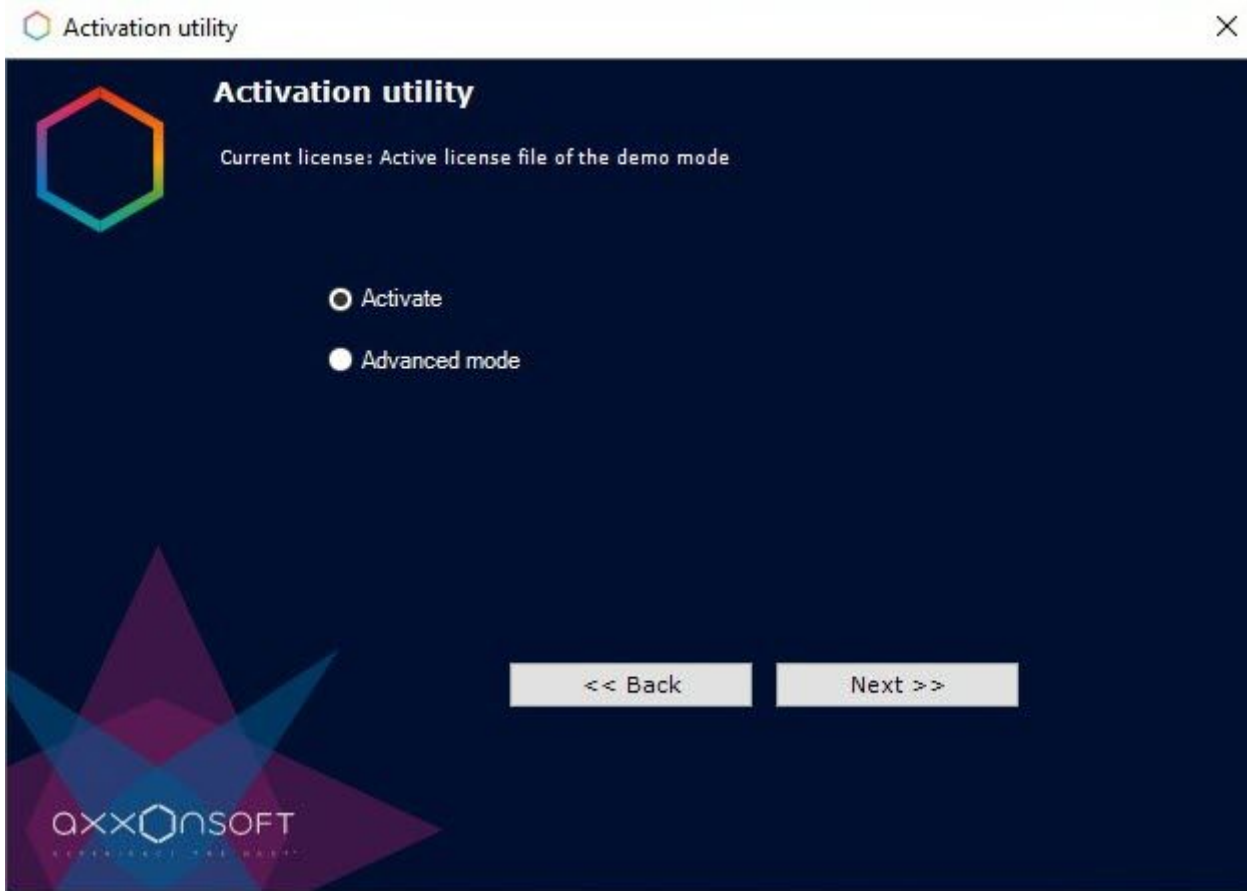 Activation utility
Activation utility
Current license: Active license file of the demo mode
Activate
Advanced mode
<< Back
Next >>
axxonsoft